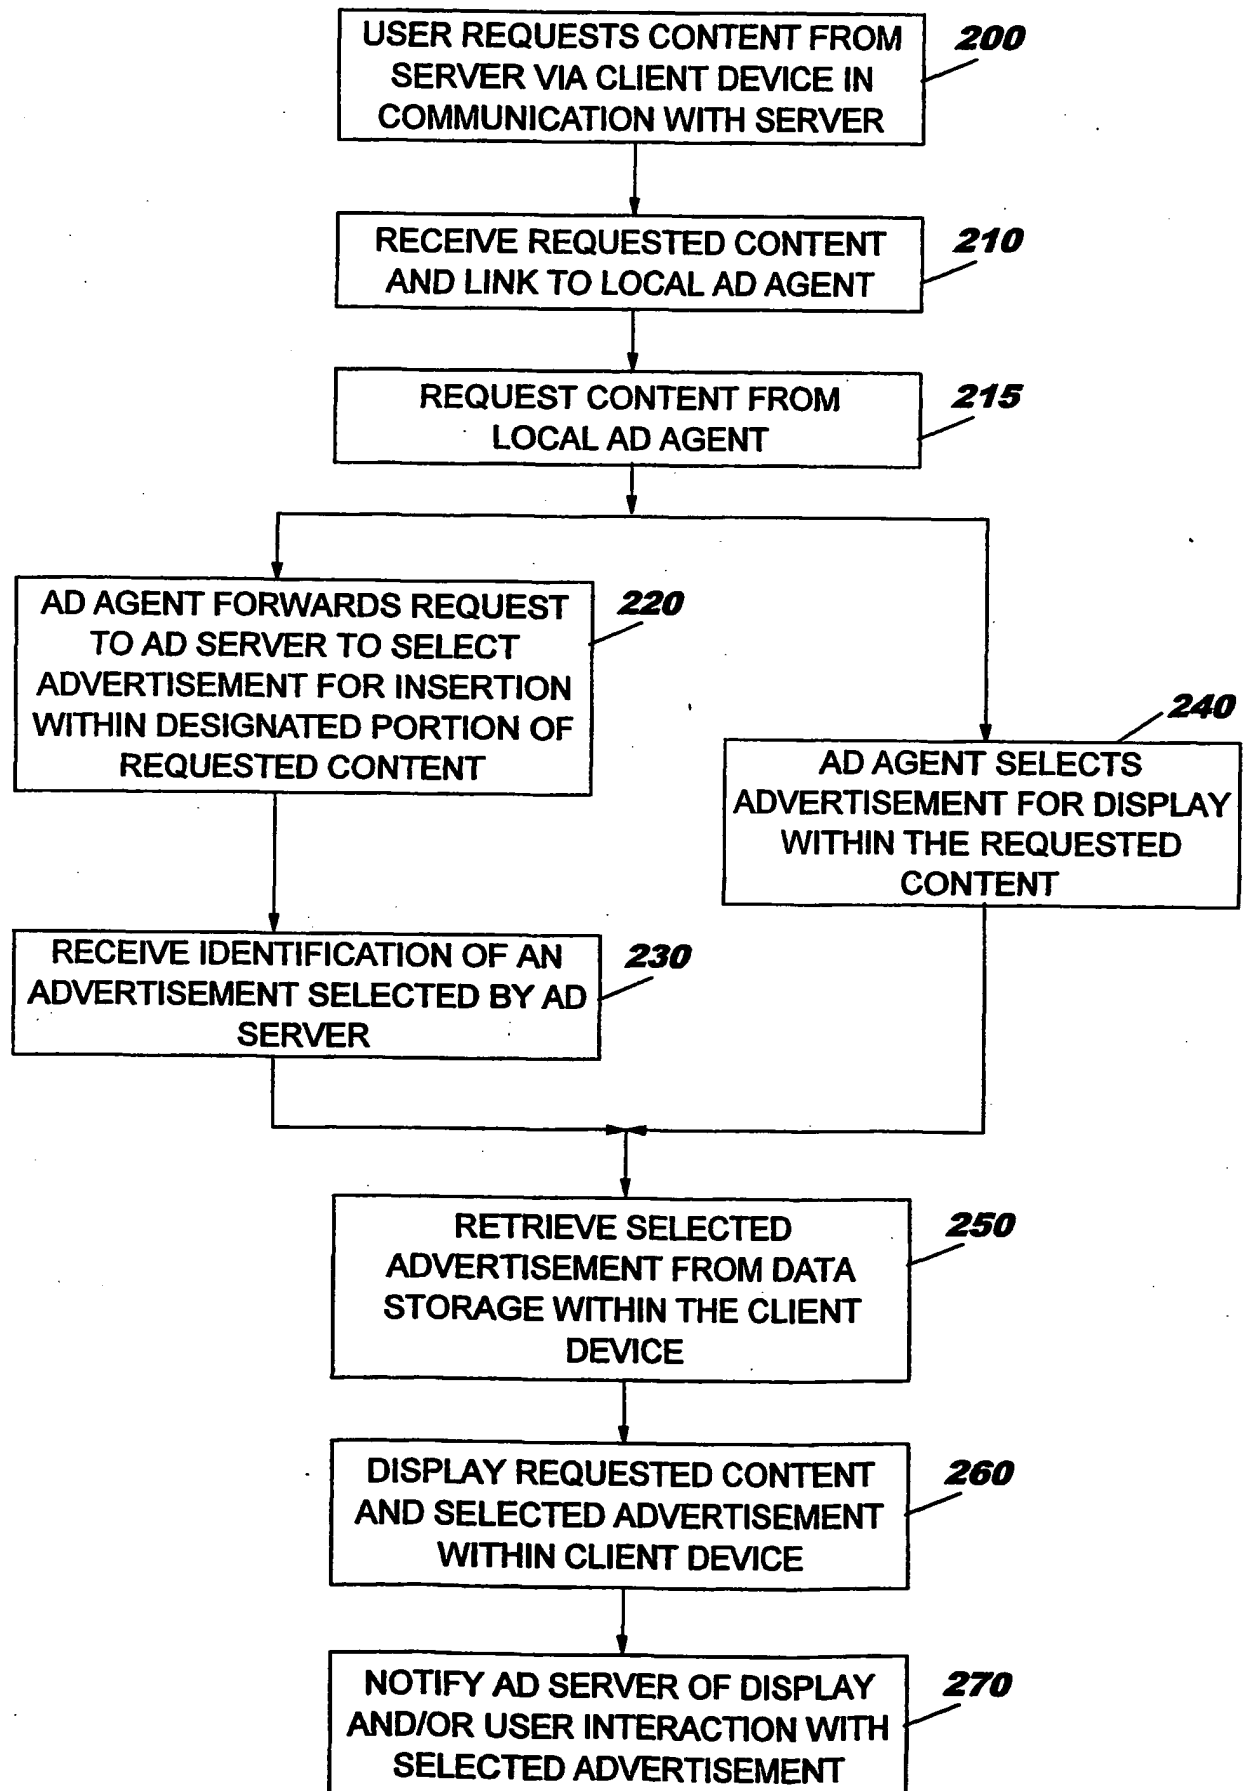 USER REQUESTS CONTENT FROM
SERVER VIA CLIENT DEVICE IN
COMMUNICATION WITH SERVER
200
RECEIVE REQUESTED CONTENT
AND LINK TO LOCAL AD AGENT
210
REQUEST CONTENT FROM
LOCAL AD AGENT
215
AD AGENT FORWARDS REQUEST
TO AD SERVER TO SELECT
ADVERTISEMENT FOR INSERTION
WITHIN DESIGNATED PORTION OF
REQUESTED CONTENT
220
240
AD AGENT SELECTS
ADVERTISEMENT FOR DISPLAY
WITHIN THE REQUESTED
CONTENT
RECEIVE IDENTIFICATION OF AN
ADVERTISEMENT SELECTED BY AD
SERVER
230
RETRIEVE SELECTED
ADVERTISEMENT FROM DATA
STORAGE WITHIN THE CLIENT
DEVICE
250
DISPLAY REQUESTED CONTENT
AND SELECTED ADVERTISEMENT
WITHIN CLIENT DEVICE
260
NOTIFY AD SERVER OF DISPLAY
AND/OR USER INTERACTION WITH
SELECTED ADVERTISEMENT
270